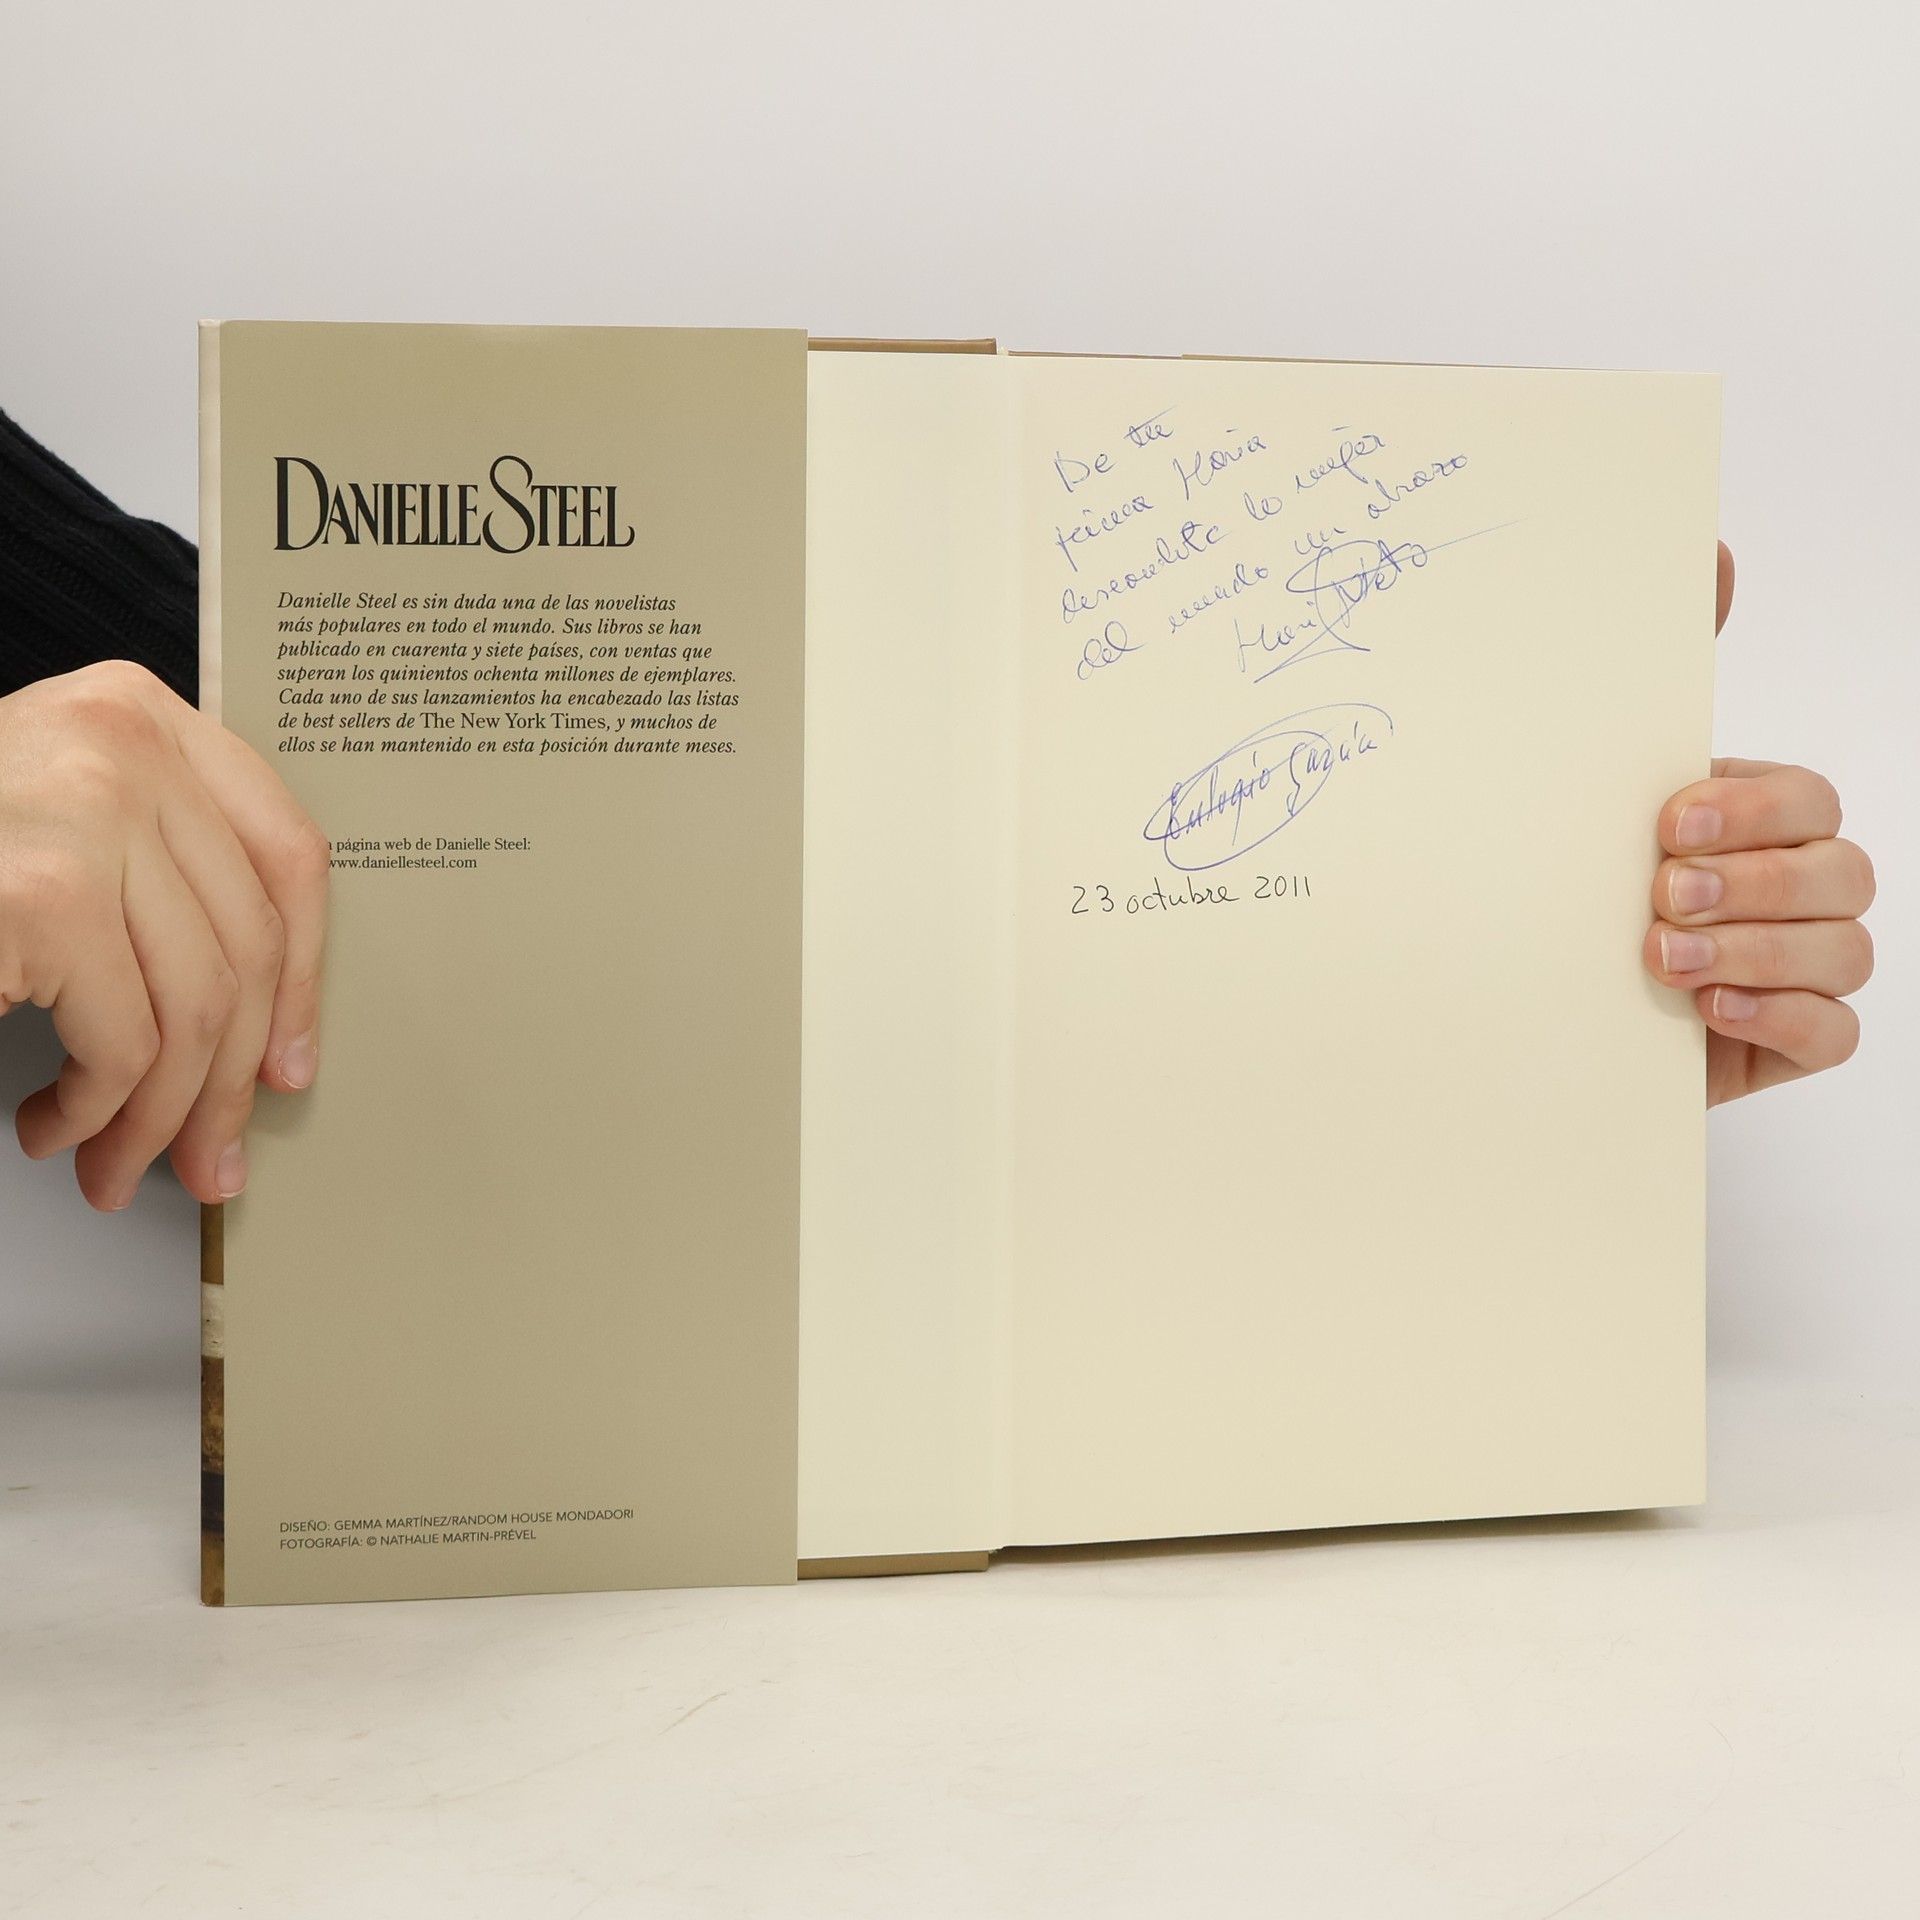 DANIELLE STEEL
Danielle Steel es sin duda una de las novelistas
más populares en todo el mundo. Sus libros se han
publicado en cuarenta y siete países, con ventas que
superan los quinientos ochenta millones de ejemplares.
Cada uno de sus lanzamientos ha encabezado las listas
de best sellers de The New York Times, y muchos de
ellos se han mantenido en esta posición durante meses.
página web de Danielle Steel:
www.daniellesteel.com
DISEÑO: GEMMA MARTÍNEZ/RANDOM HOUSE MONDADORI
FOTOGRAFÍA: © NATHALIE MARTIN-PRÉVEL
De tu
prima María
deseandote lo mejor
del mundo un abrazo
Eulogio García
23 octubre 2011